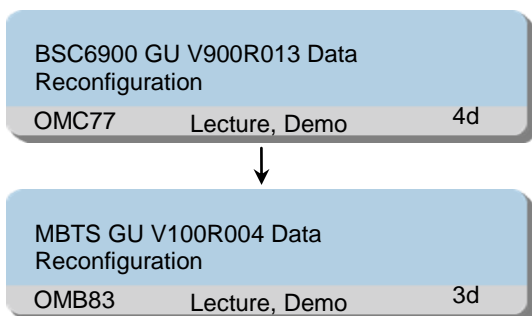 BSC6900 GU V900R013 Data
Reconfiguration
OMC77 Lecture, Demo 4d
MBTS GU V100R004 Data
Reconfiguration
OMB83 Lecture, Demo 3d